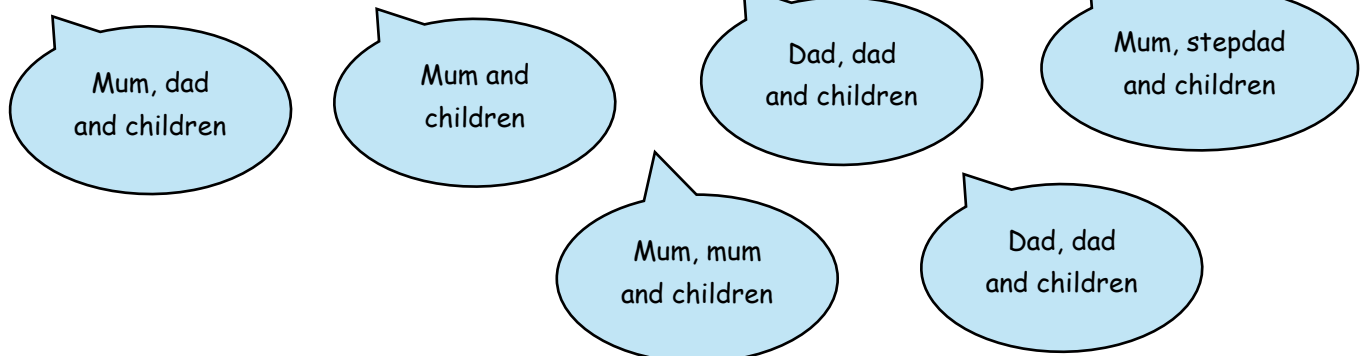 Mum, dad
and children
Mum and
children
Dad, dad
and children
Mum, stepdad
and children
Mum, mum
and children
Dad, dad
and children